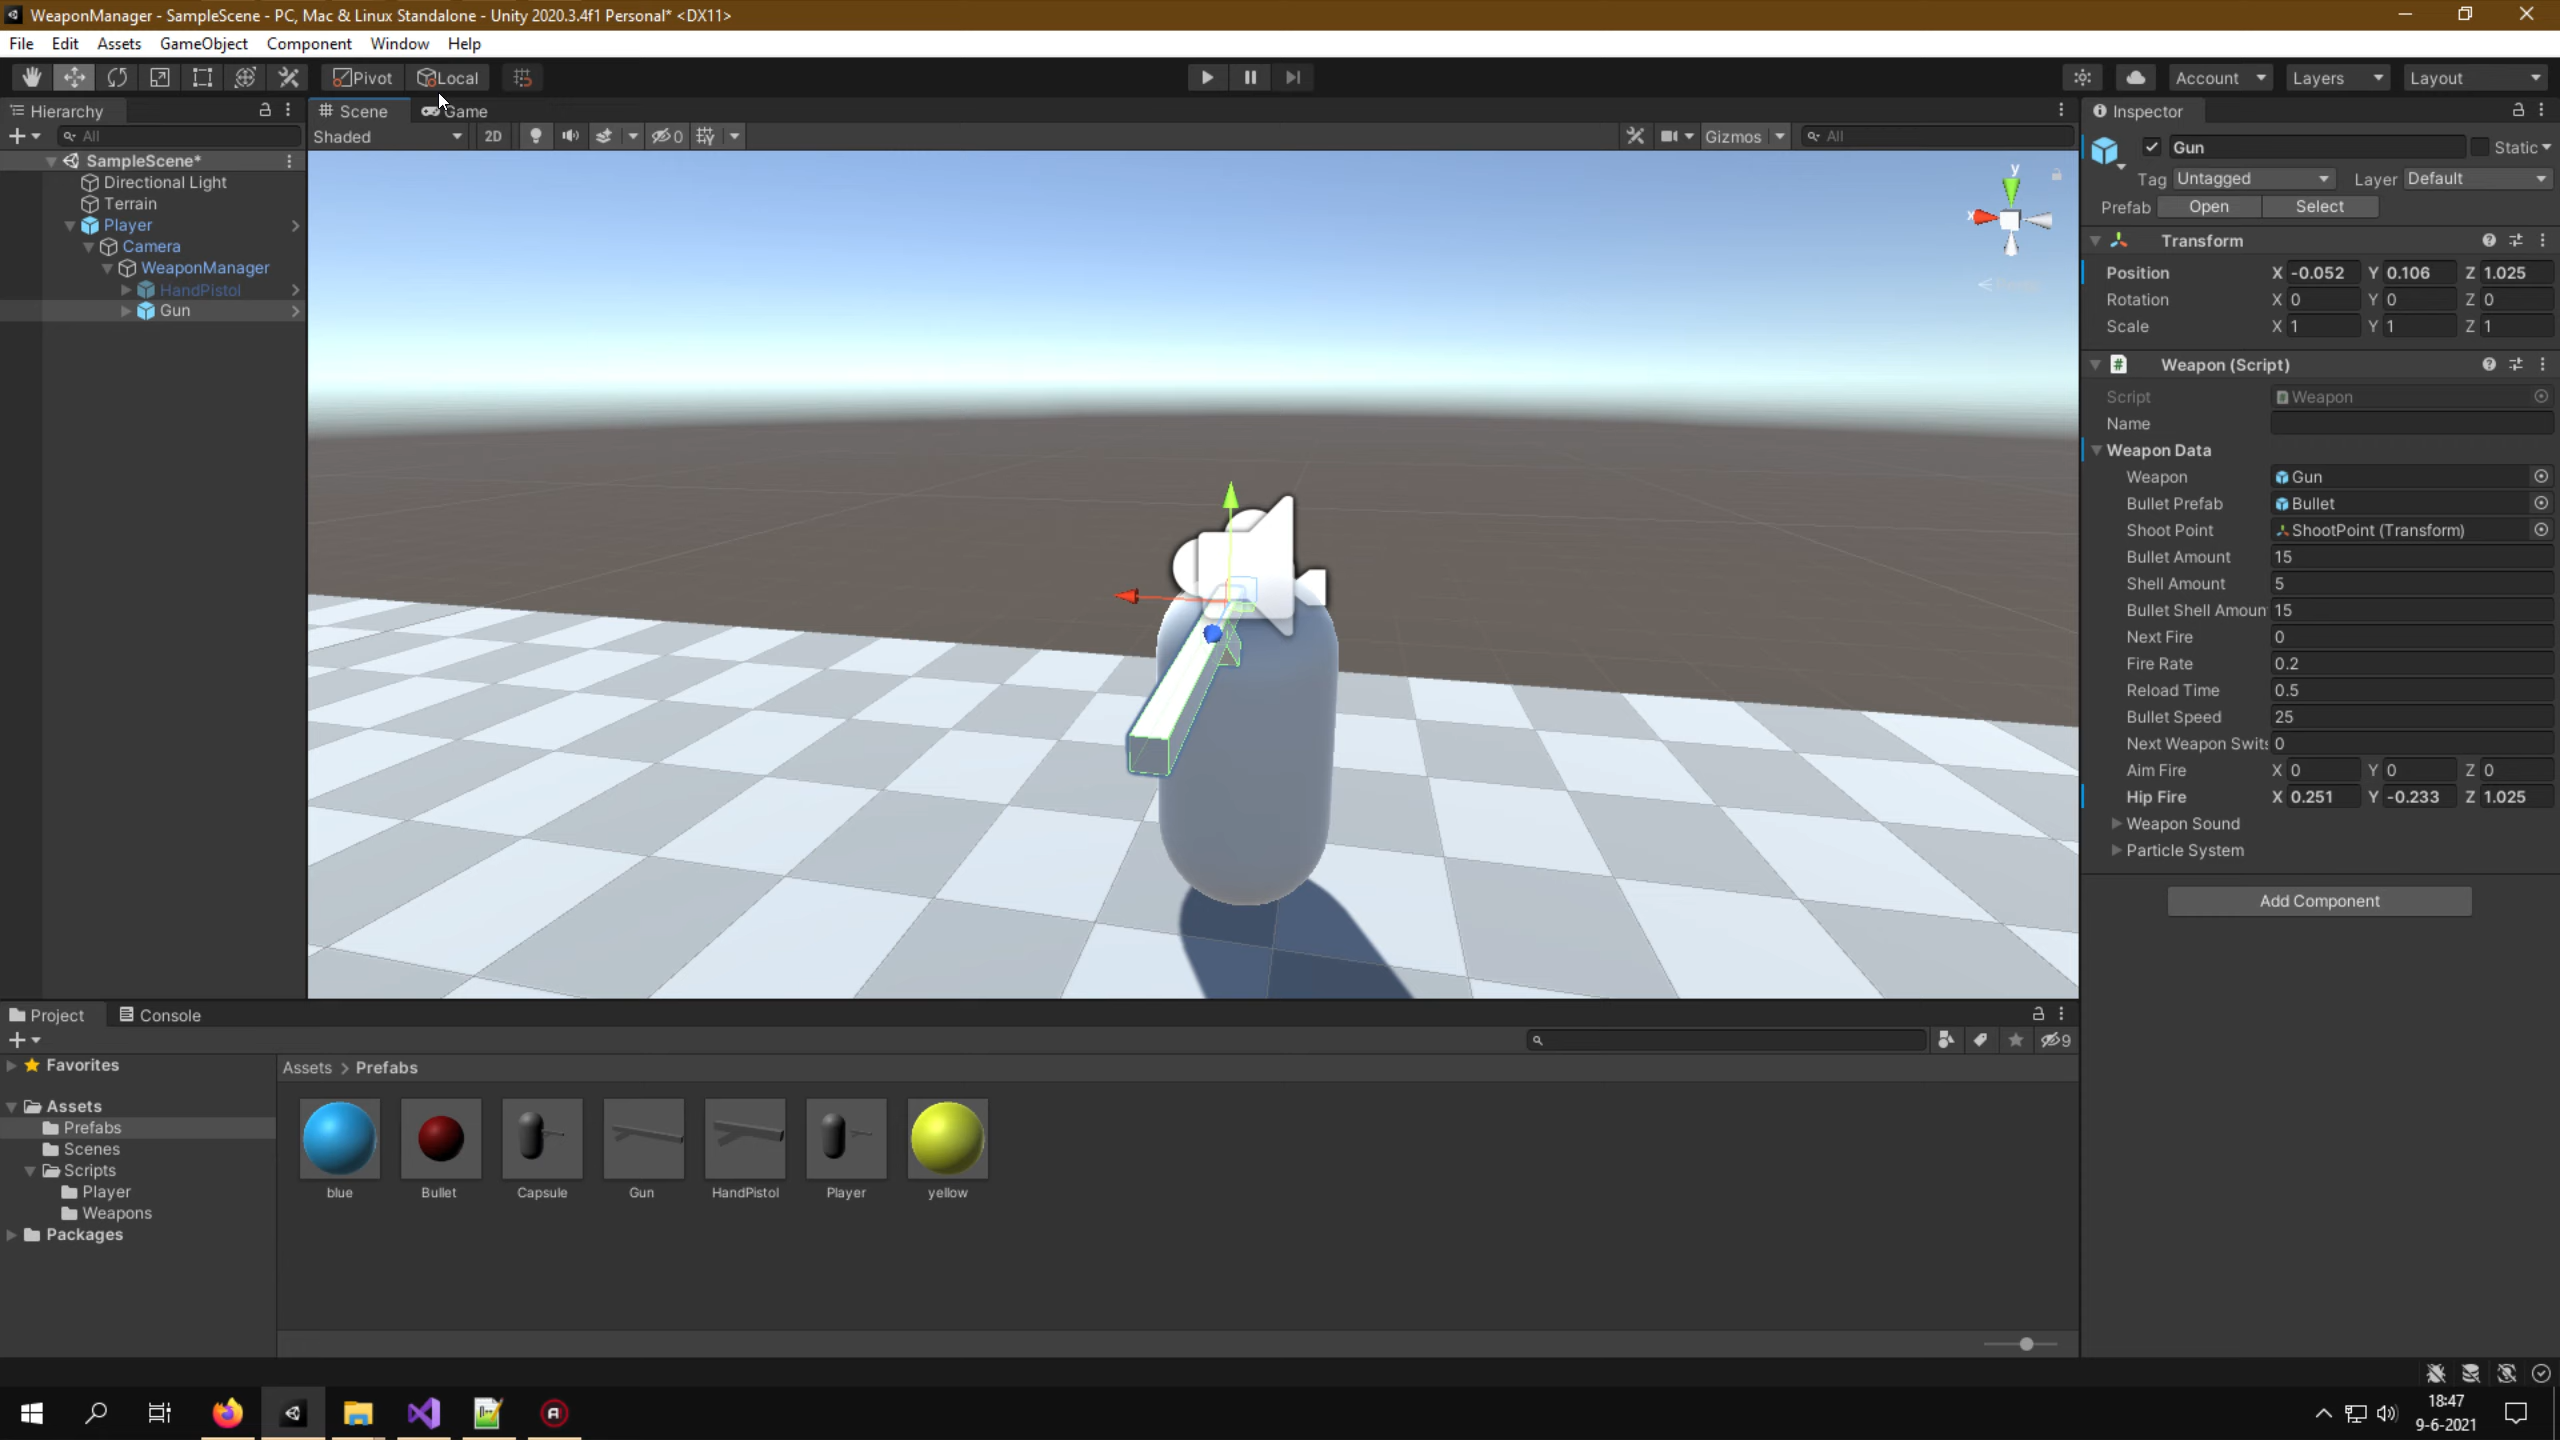 WeaponManager - SampleScene - PC, Mac & Linux Standalone - Unity 2020.3.4f1 Personal* <DX11>
File Edit Assets GameObject Component Window Help
Pivot Local Account Layers Layout
Hierarchy Scene Game Inspector
All Shaded 2D 0 Gizmos All
SampleScene*
Directional Light
Terrain
Player
Camera
WeaponManager
HandPistol
Gun
y
x
Gun Static
Tag Untagged Layer Default
Prefab Open Select
Transform
Position X -0.052 Y 0.106 Z 1.025
Rotation X 0 Y 0 Z 0
Scale X 1 Y 1 Z 1
# Weapon (Script)
Script Weapon
Name
Weapon Data
Weapon Gun
Bullet Prefab Bullet
Shoot Point ShootPoint (Transform)
Bullet Amount 15
Shell Amount 5
Bullet Shell Amoun 15
Next Fire 0
Fire Rate 0.2
Reload Time 0.5
Bullet Speed 25
Next Weapon Swits 0
Aim Fire X 0 Y 0 Z 0
Hip Fire X 0.251 Y -0.233 Z 1.025
Weapon Sound
Particle System
Add Component
Project Console
9
Favorites
Assets
Prefabs
Scenes
Scripts
Player
Weapons
Packages
Assets > Prefabs
blue Bullet Capsule Gun HandPistol Player yellow
18:47
9-6-2021